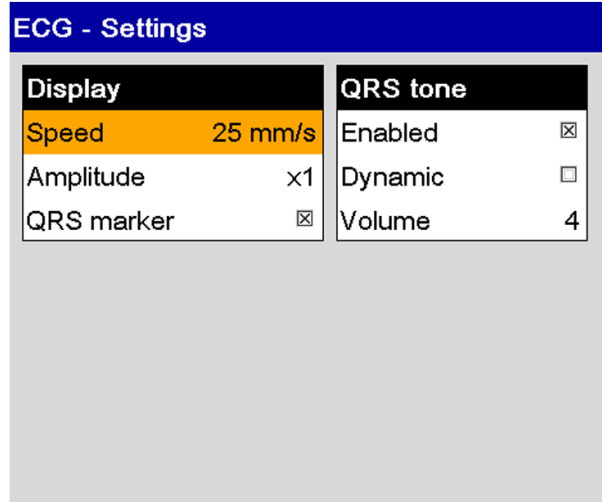 ECG - Settings
Display
Speed 25 mm/s
Amplitude x1
QRS marker
QRS tone
Enabled
Dynamic
Volume 4